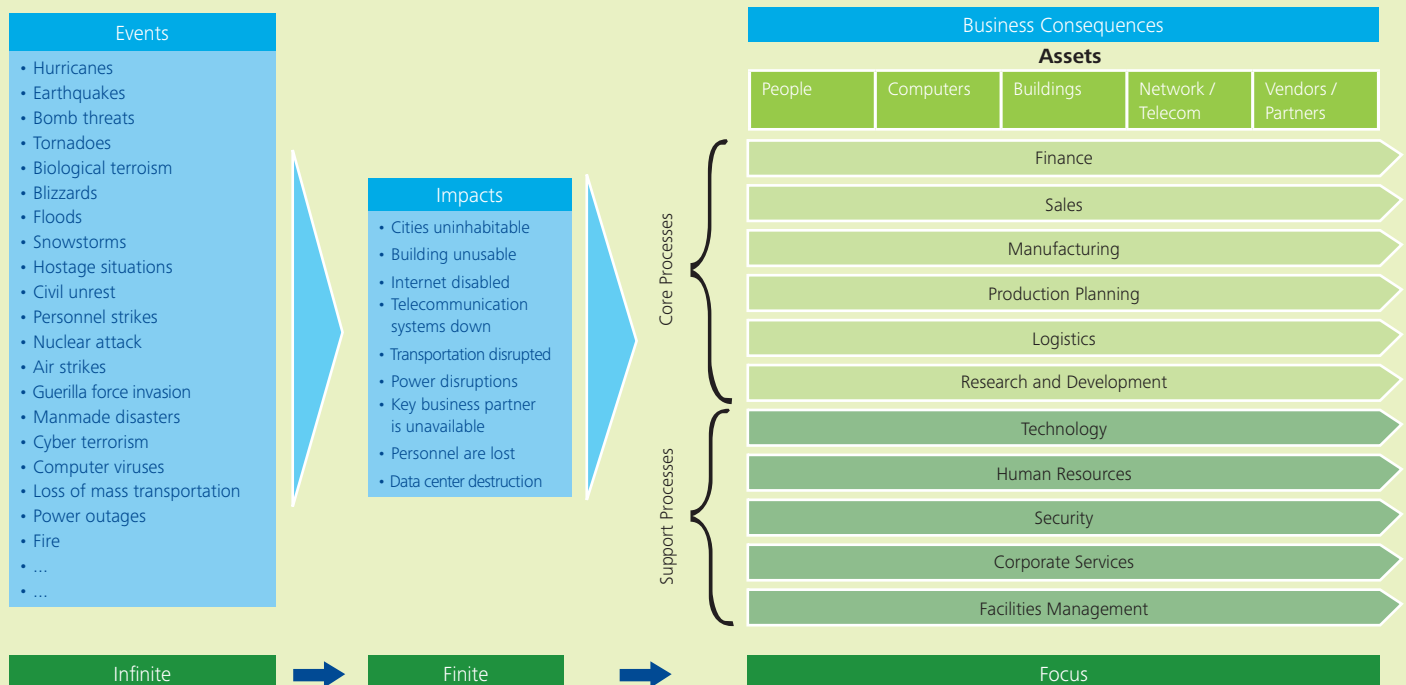 Events
• Hurricanes
• Earthquakes
• Bomb threats
• Tornadoes
• Biological terroism
• Blizzards
• Floods
• Snowstorms
• Hostage situations
• Civil unrest
• Personnel strikes
• Nuclear attack
• Air strikes
• Guerilla force invasion
• Manmade disasters
• Cyber terrorism
• Computer viruses
• Loss of mass transportation
• Power outages
• Fire
• ...
• ...
Infinite
Impacts
• Cities uninhabitable
• Building unusable
• Internet disabled
• Telecommunication
systems down
• Transportation disrupted
• Power disruptions
• Key business partner
is unavailable
• Personnel are lost
• Data center destruction
Finite
Business Consequences
Assets
People
Computers
Buildings
Network /
Telecom
Vendors /
Partners
Core Processes
Finance
Sales
Manufacturing
Production Planning
Logistics
Research and Development
Support Processes
Technology
Human Resources
Security
Corporate Services
Facilities Management
Focus